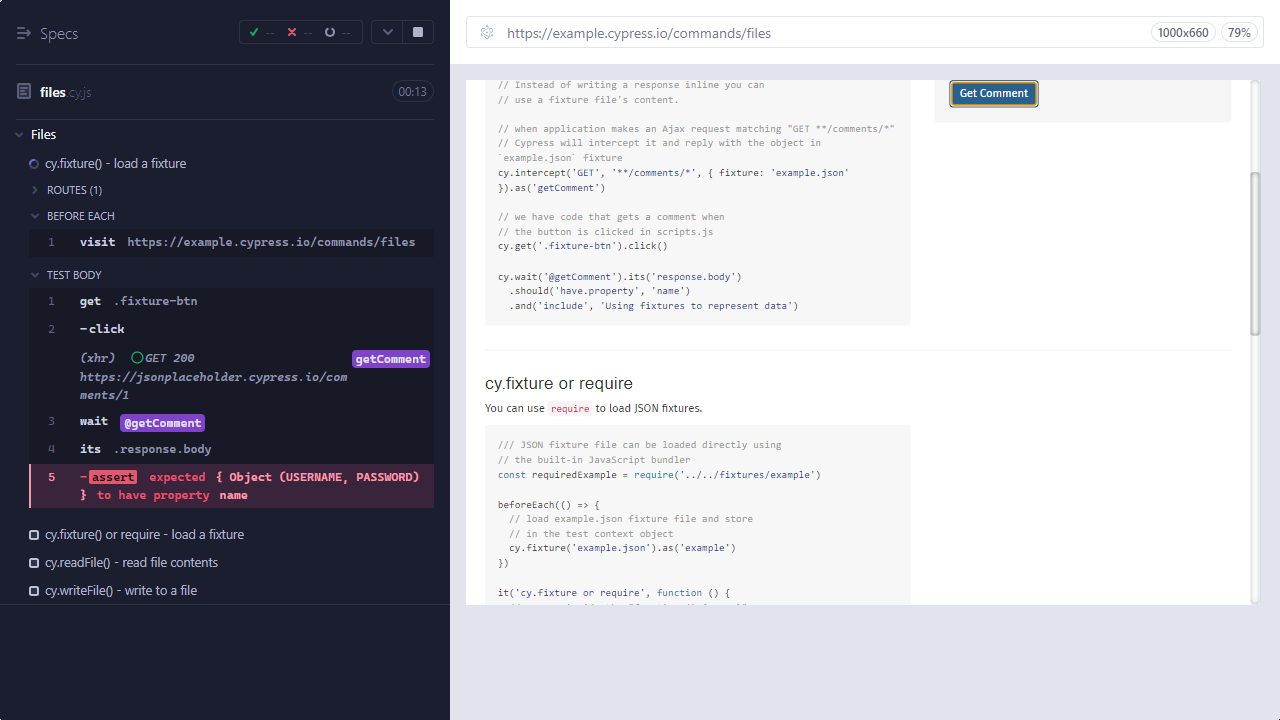 Specs
-- -- --
files.cy.js 00:13
Files
cy.fixture() - load a fixture
ROUTES (1)
BEFORE EACH
1 visit https://example.cypress.io/commands/files
TEST BODY
1 get .fixture-btn
2 -click
(xhr) GET 200 getComment
https://jsonplaceholder.cypress.io/com
ments/1
3 wait @getComment
4 its .response.body
5 -assert expected { Object (USERNAME, PASSWORD)
} to have property name
cy.fixture() or require - load a fixture
cy.readFile() - read file contents
cy.writeFile() - write to a file
https://example.cypress.io/commands/files 1000x660 79%
// Instead of writing a response inline you can
// use a fixture file's content.
// when application makes an Ajax request matching "GET **/comments/*"
// Cypress will intercept it and reply with the object in
`example.json` fixture
cy.intercept('GET', '**/comments/*', { fixture: 'example.json'
}).as('getComment')
// we have code that gets a comment when
// the button is clicked in scripts.js
cy.get('.fixture-btn').click()
cy.wait('@getComment').its('response.body')
.should('have.property', 'name')
.and('include', 'Using fixtures to represent data')
Get Comment
cy.fixture or require
You can use require to load JSON fixtures.
/// JSON fixture file can be loaded directly using
// the built-in JavaScript bundler
const requiredExample = require('../../fixtures/example')
beforeEach(() => {
// load example.json fixture file and store
// in the test context object
cy.fixture('example.json').as('example')
})
it('cy.fixture or require', function () {